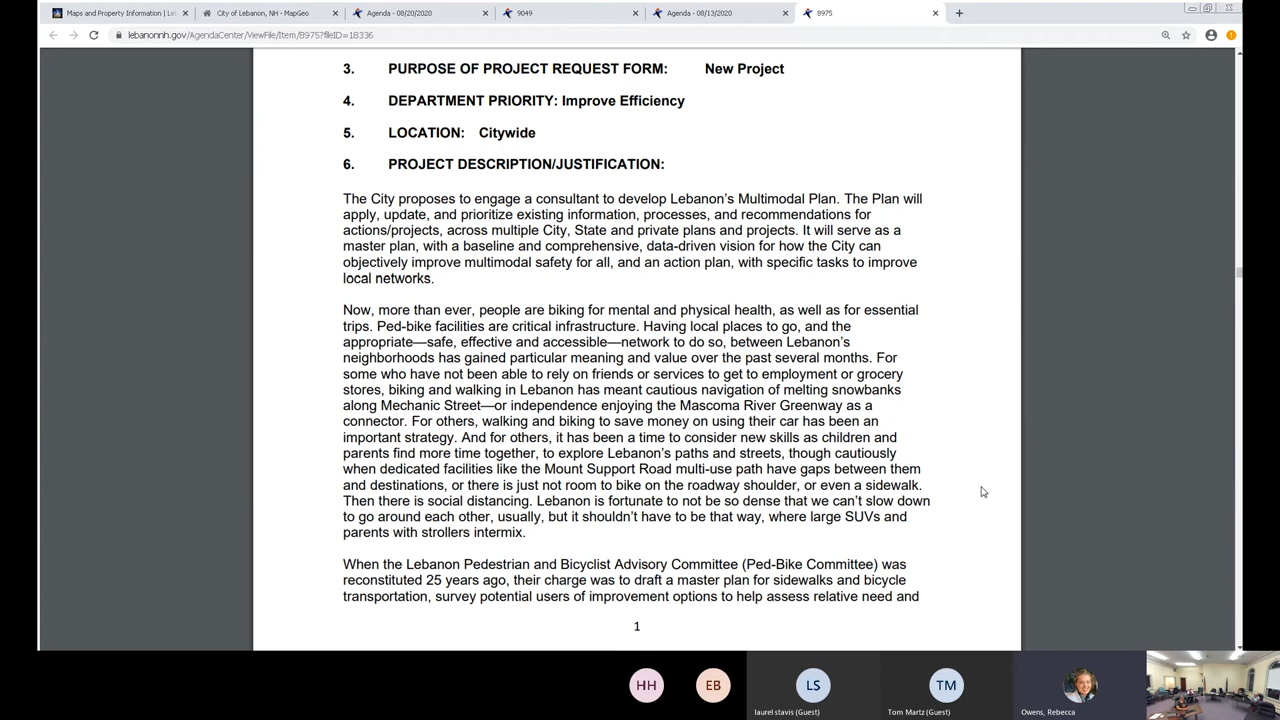 Maps and Property Information | Le
City of Lebanon, NH - MapGeo
Agenda - 08/20/2020
9049
Agenda - 08/13/2020
8975
lebanonnh.gov/AgendaCenter/ViewFile/Item/8975?fileID=18336
3. PURPOSE OF PROJECT REQUEST FORM: New Project
4. DEPARTMENT PRIORITY: Improve Efficiency
5. LOCATION: Citywide
6. PROJECT DESCRIPTION/JUSTIFICATION:
The City proposes to engage a consultant to develop Lebanon's Multimodal Plan. The Plan will
apply, update, and prioritize existing information, processes, and recommendations for
actions/projects, across multiple City, State and private plans and projects. It will serve as a
master plan, with a baseline and comprehensive, data-driven vision for how the City can
objectively improve multimodal safety for all, and an action plan, with specific tasks to improve
local networks.
Now, more than ever, people are biking for mental and physical health, as well as for essential
trips. Ped-bike facilities are critical infrastructure. Having local places to go, and the
appropriate—safe, effective and accessible—network to do so, between Lebanon's
neighborhoods has gained particular meaning and value over the past several months. For
some who have not been able to rely on friends or services to get to employment or grocery
stores, biking and walking in Lebanon has meant cautious navigation of melting snowbanks
along Mechanic Street—or independence enjoying the Mascoma River Greenway as a
connector. For others, walking and biking to save money on using their car has been an
important strategy. And for others, it has been a time to consider new skills as children and
parents find more time together, to explore Lebanon's paths and streets, though cautiously
when dedicated facilities like the Mount Support Road multi-use path have gaps between them
and destinations, or there is just not room to bike on the roadway shoulder, or even a sidewalk.
Then there is social distancing. Lebanon is fortunate to not be so dense that we can't slow down
to go around each other, usually, but it shouldn't have to be that way, where large SUVs and
parents with strollers intermix.
When the Lebanon Pedestrian and Bicyclist Advisory Committee (Ped-Bike Committee) was
reconstituted 25 years ago, their charge was to draft a master plan for sidewalks and bicycle
transportation, survey potential users of improvement options to help assess relative need and
1
HH
EB
LS
TM
laurel stavis (Guest)
Tom Martz (Guest)
Owens, Rebecca